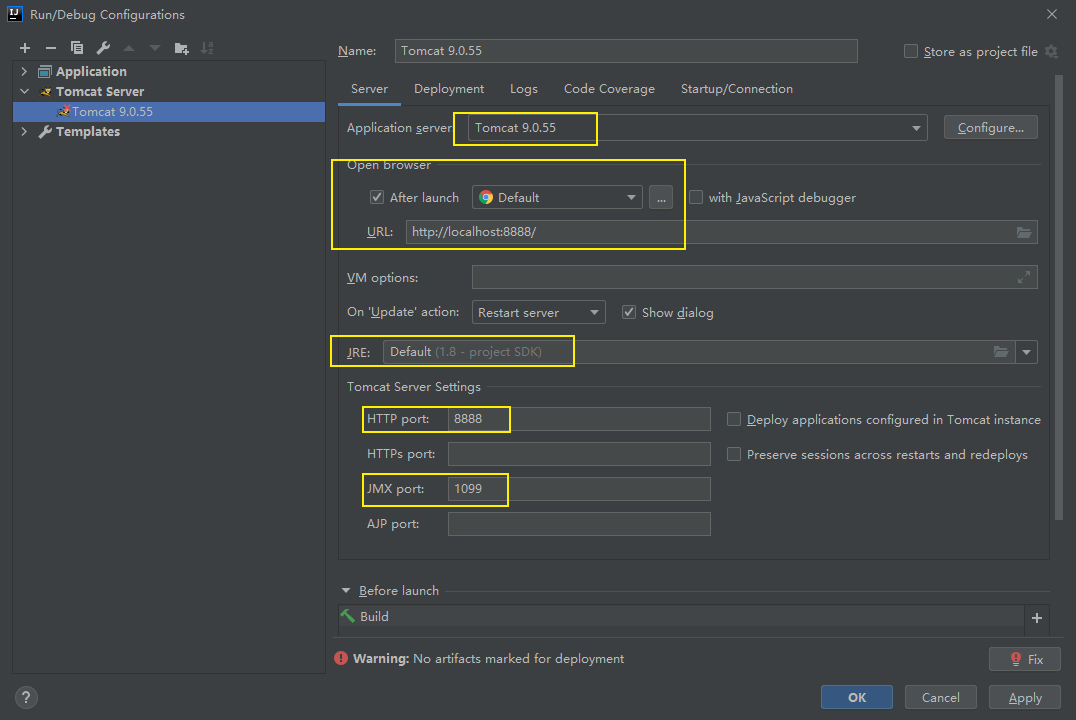 Run/Debug Configurations
Application
Tomcat Server
Tomcat 9.0.55
Templates
Name: Tomcat 9.0.55 Store as project file
Server Deployment Logs Code Coverage Startup/Connection
Application server Tomcat 9.0.55 Configure...
Open browser
After launch Default ... with JavaScript debugger
URL: http://localhost:8888/
VM options:
On 'Update' action: Restart server Show dialog
JRE: Default (1.8 - project SDK)
Tomcat Server Settings
HTTP port: 8888 Deploy applications configured in Tomcat instance
HTTPs port: Preserve sessions across restarts and redeploys
JMX port: 1099
AJP port:
Before launch
Build
Warning: No artifacts marked for deployment Fix
? OK Cancel Apply